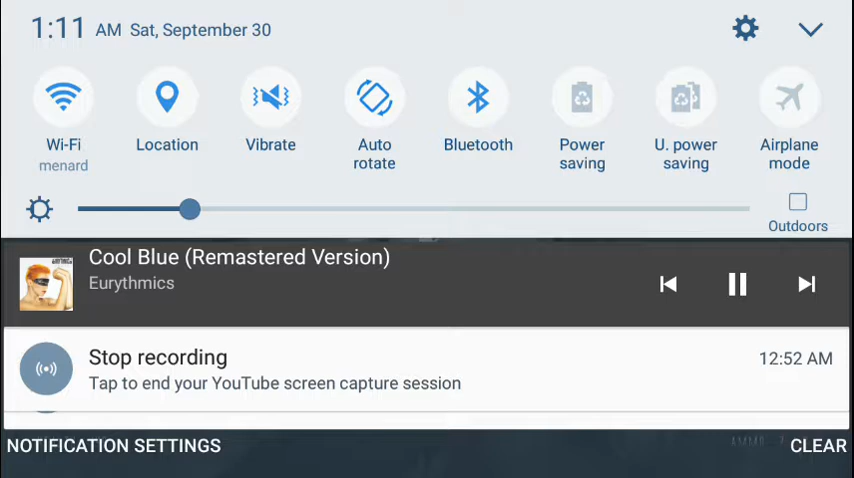 1:11 AM Sat, September 30
Wi-Fi
menard
Location
Vibrate
Auto
rotate
Bluetooth
Power
saving
U. power
saving
Airplane
mode
Outdoors
Cool Blue (Remastered Version)
Eurythmics
Stop recording
12:52 AM
Tap to end your YouTube screen capture session
NOTIFICATION SETTINGS
CLEAR